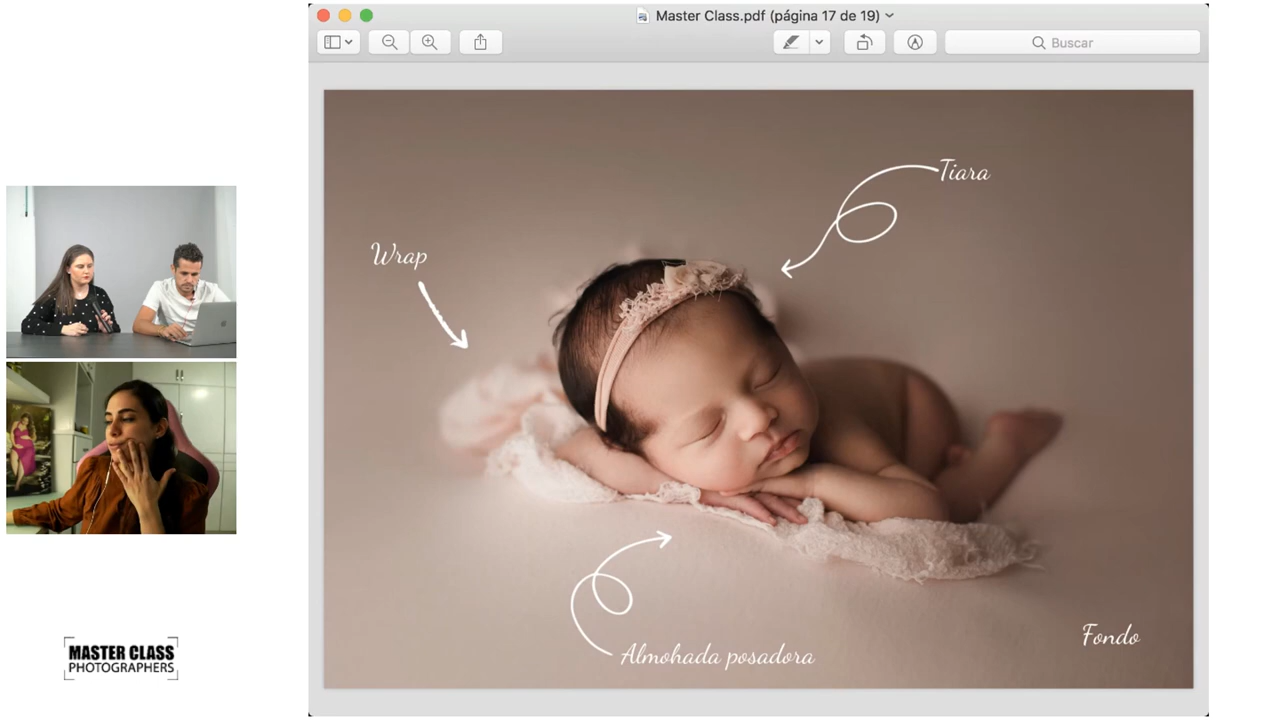 Master Class.pdf (página 17 de 19)
Buscar
Tiara
Wrap
Almohada posadora
Fondo
MASTER CLASS
PHOTOGRAPHERS